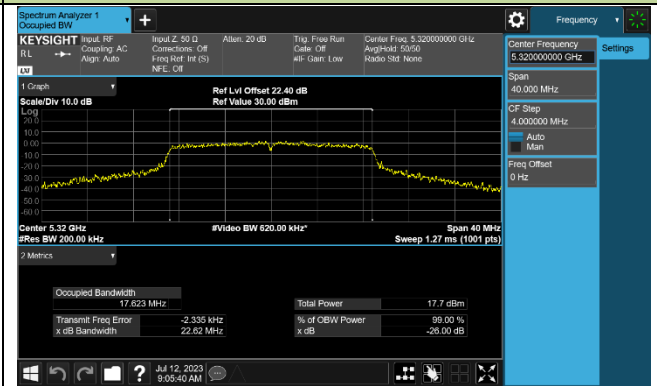 Spectrum Analyzer 1
Occupied BW
Frequency
KEYSIGHT
RL
LXI
Input: RF
Coupling: AC
Align: Auto
Input Z: 50 Ω
Corrections: Off
Freq Ref: Int (S)
NFE: Off
Atten: 20 dB
Trig: Free Run
Gate: Off
#IF Gain: Low
Center Freq: 5.320000000 GHz
Avg|Hold: 50/50
Radio Std: None
Center Frequency
5.320000000 GHz
Settings
Span
40.000 MHz
CF Step
4.000000 MHz
Auto
Man
Freq Offset
0 Hz
1 Graph
Scale/Div 10.0 dB
Ref Lvl Offset 22.40 dB
Ref Value 30.00 dBm
Log
20.0
10.0
0.00
-10.0
-20.0
-30.0
-40.0
-50.0
-60.0
Center 5.32 GHz
#Res BW 200.00 kHz
#Video BW 620.00 kHz*
Span 40 MHz
Sweep 1.27 ms (1001 pts)
2 Metrics
Occupied Bandwidth
17.623 MHz
Total Power 17.7 dBm
Transmit Freq Error -2.335 kHz
% of OBW Power 99.00 %
x dB Bandwidth 22.62 MHz
x dB -26.00 dB
?
Jul 12, 2023
9:05:40 AM